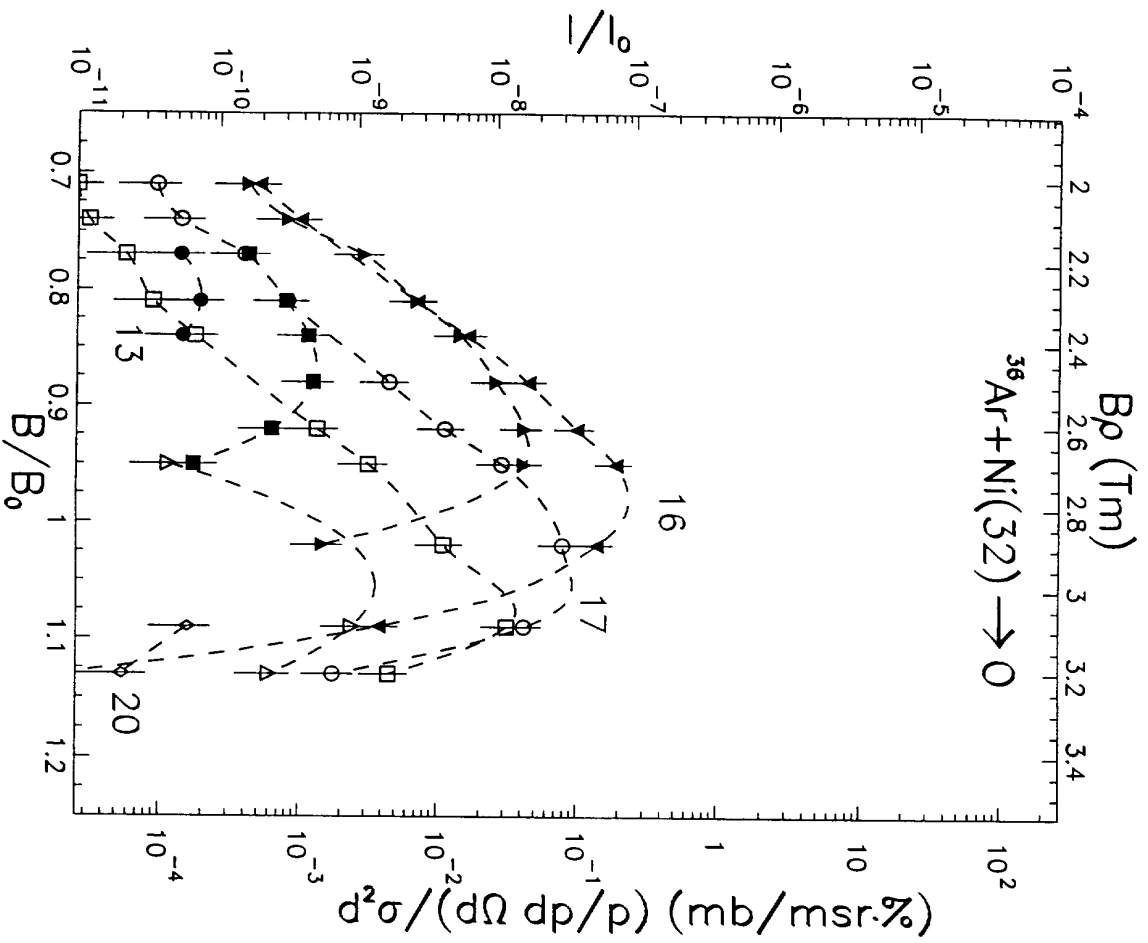 Bρ (Tm)
2 2.2 2.4 2.6 2.8 3 3.2 3.4
³⁶Ar+Ni(32) → O
I/I₀
10⁻⁴
10⁻⁵
10⁻⁶
10⁻⁷
10⁻⁸
10⁻⁹
10⁻¹⁰
10⁻¹¹
16
17
13
20
10²
10
1
10⁻¹
10⁻²
10⁻³
10⁻⁴
d²σ/(dΩ dp/p) (mb/msr·%)
0.7 0.8 0.9 1 1.1 1.2
B/B₀